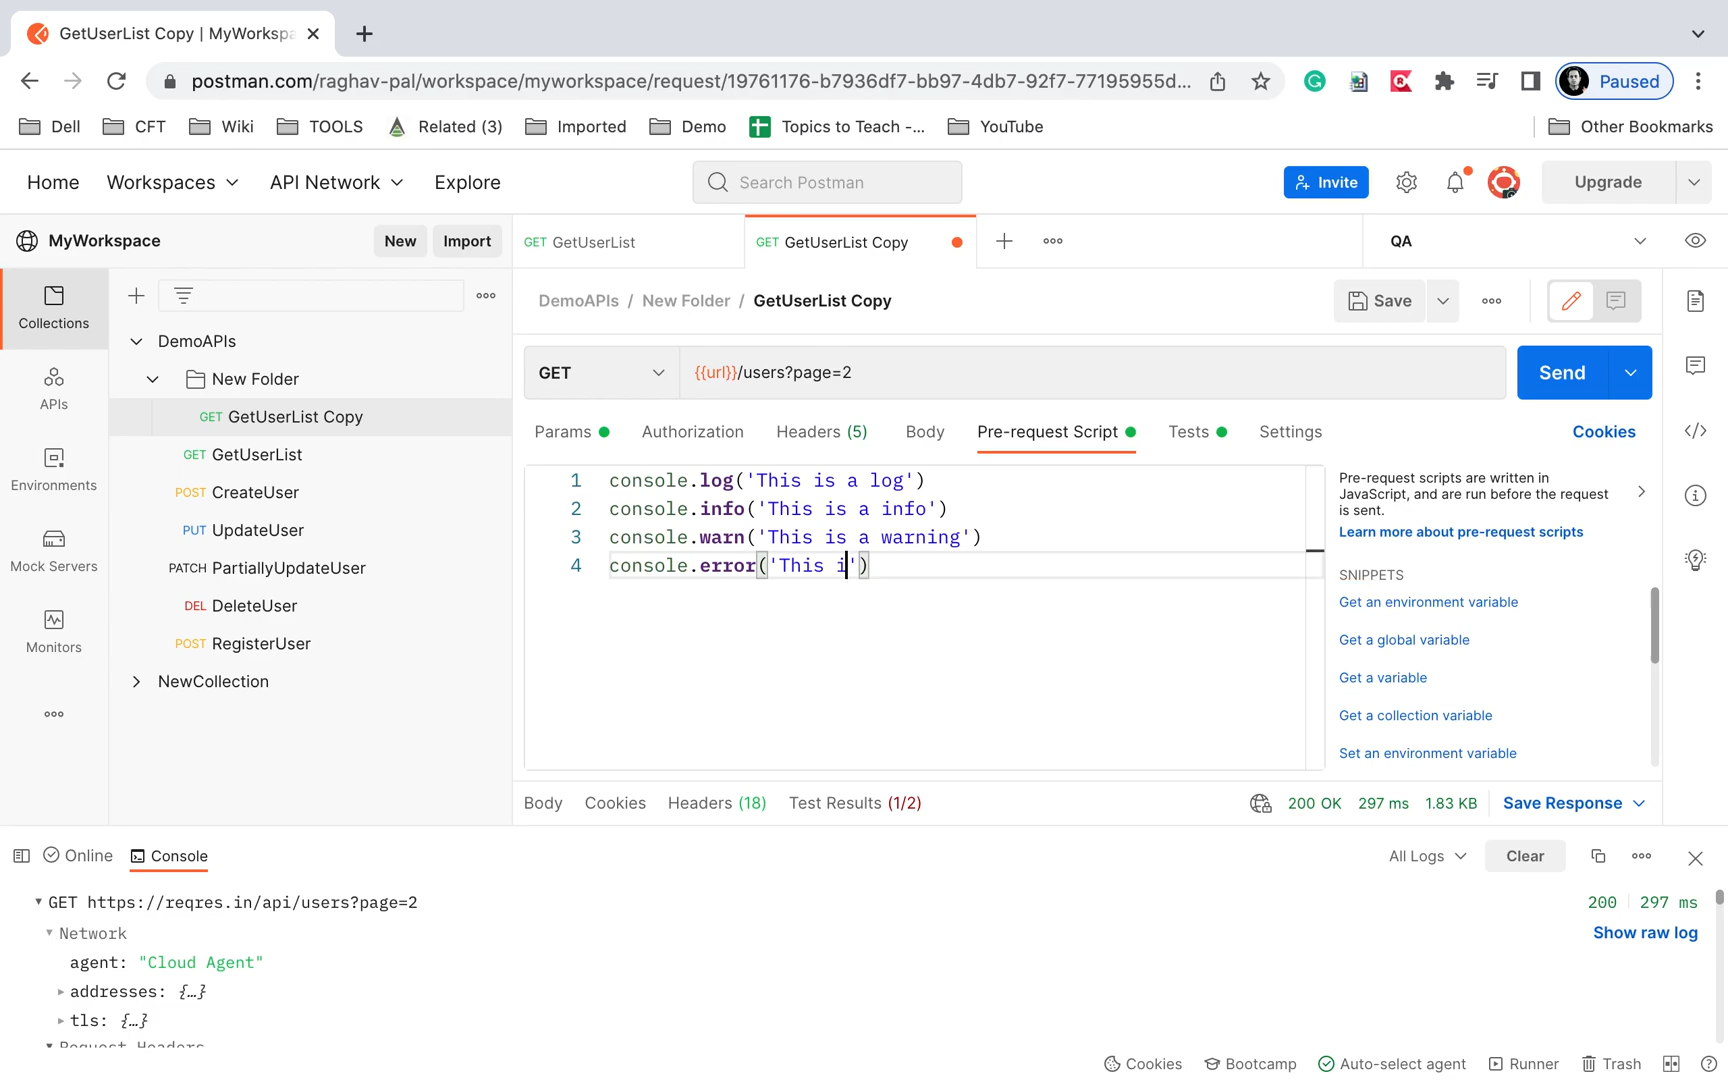 GetUserList Copy | MyWorkspa
postman.com/raghav-pal/workspace/myworkspace/request/19761176-b7936df7-bb97-4db7-92f7-77195955d...
Paused
Dell
CFT
Wiki
TOOLS
Related (3)
Imported
Demo
Topics to Teach -...
YouTube
Other Bookmarks
Home
Workspaces
API Network
Explore
Search Postman
Invite
Upgrade
MyWorkspace
New
Import
GET GetUserList
GET GetUserList Copy
QA
Collections
APIs
Environments
Mock Servers
Monitors
DemoAPIs
New Folder
GET GetUserList Copy
GET GetUserList
POST CreateUser
PUT UpdateUser
PATCH PartiallyUpdateUser
DEL DeleteUser
POST RegisterUser
NewCollection
DemoAPIs / New Folder / GetUserList Copy
Save
GET
{{url}}/users?page=2
Send
Params
Authorization
Headers (5)
Body
Pre-request Script
Tests
Settings
Cookies
1 console.log('This is a log')
2 console.info('This is a info')
3 console.warn('This is a warning')
4 console.error('This i')
Pre-request scripts are written in
JavaScript, and are run before the request
is sent.
Learn more about pre-request scripts
SNIPPETS
Get an environment variable
Get a global variable
Get a variable
Get a collection variable
Set an environment variable
Body
Cookies
Headers (18)
Test Results (1/2)
200 OK
297 ms
1.83 KB
Save Response
Online
Console
All Logs
Clear
GET https://reqres.in/api/users?page=2
200
297 ms
Network
Show raw log
agent: "Cloud Agent"
addresses: {…}
tls: {…}
Request Headers
Cookies
Bootcamp
Auto-select agent
Runner
Trash